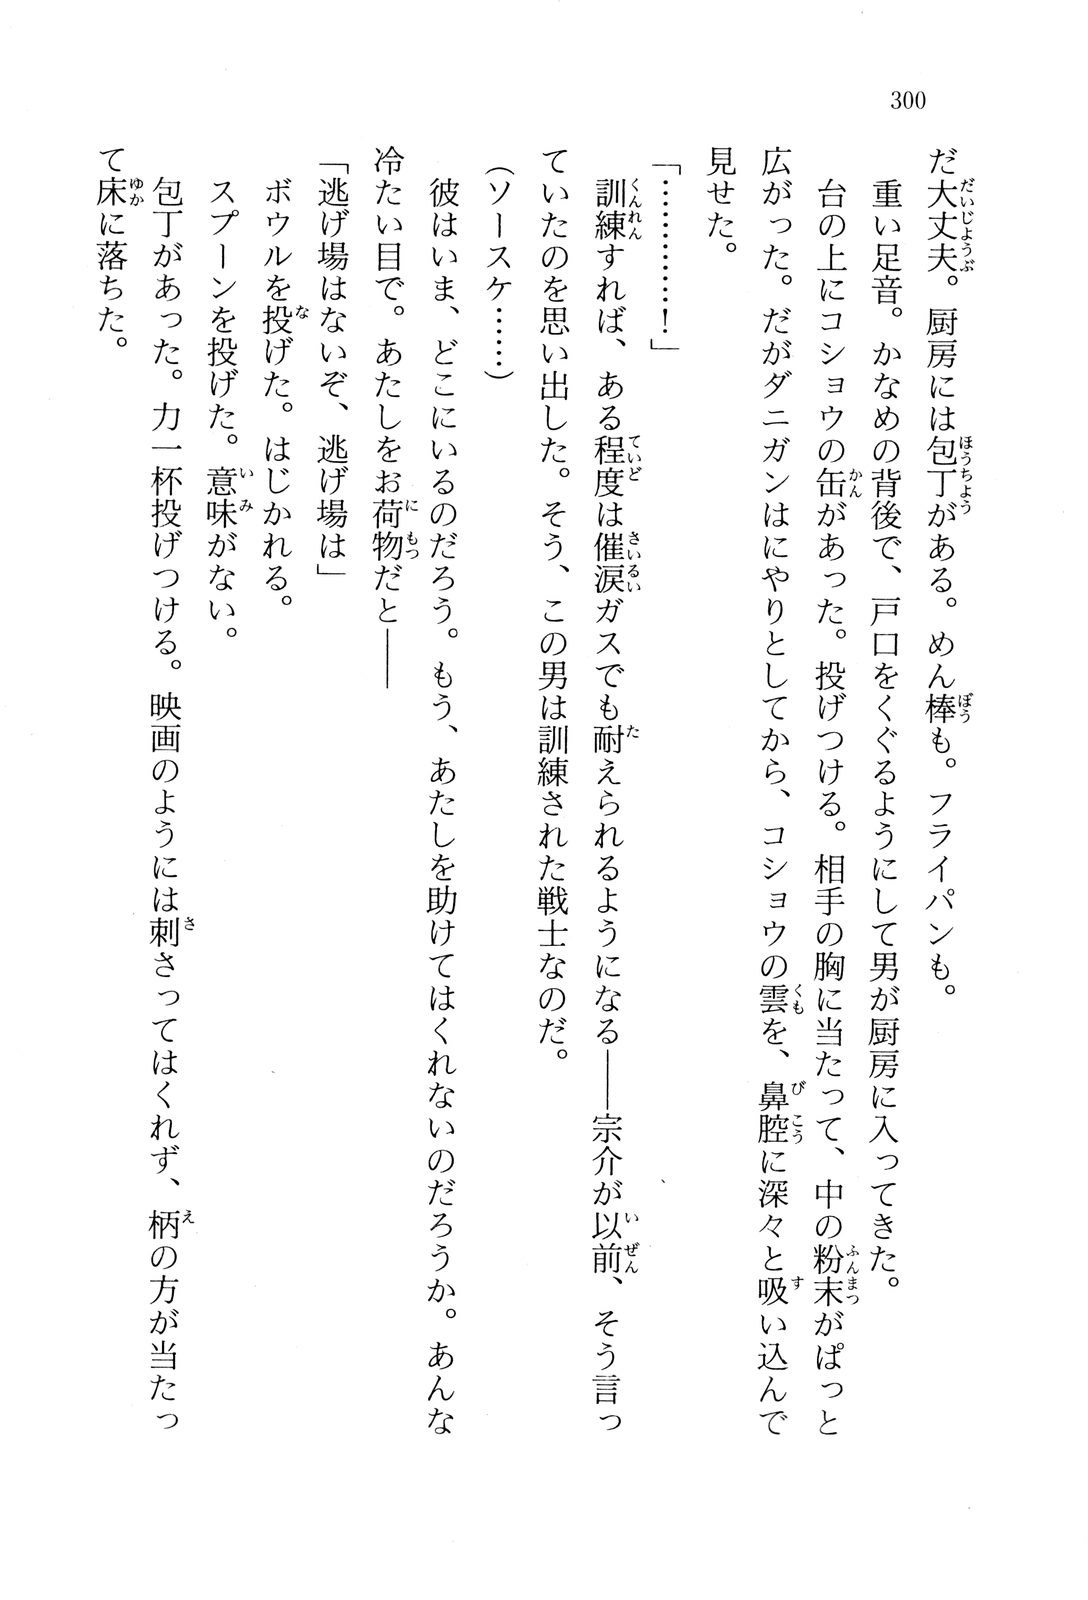 300
だ大丈夫。厨房には包丁がある。めん棒も。フライパンも。
　重い足音。かなめの背後で、戸口をくぐるようにして男が厨房に入ってきた。
　台の上にコショウの缶があった。投げつける。相手の胸に当たって、中の粉末がぱっと
広がった。だがダニガンはにやりとしてから、コショウの雲を、鼻腔に深々と吸い込んで
見せた。
「…………！」
　訓練すれば、ある程度は催涙ガスでも耐えられるようになる――宗介が以前、そう言っ
ていたのを思い出した。そう、この男は訓練された戦士なのだ。
（ソースケ……）
　彼はいま、どこにいるのだろう。もう、あたしを助けてはくれないのだろうか。あんな
冷たい目で。あたしをお荷物だと――
「逃げ場はないぞ、逃げ場は」
　ボウルを投げた。はじかれる。
　スプーンを投げた。意味がない。
　包丁があった。力一杯投げつける。映画のようには刺さってはくれず、柄の方が当たっ
て床に落ちた。